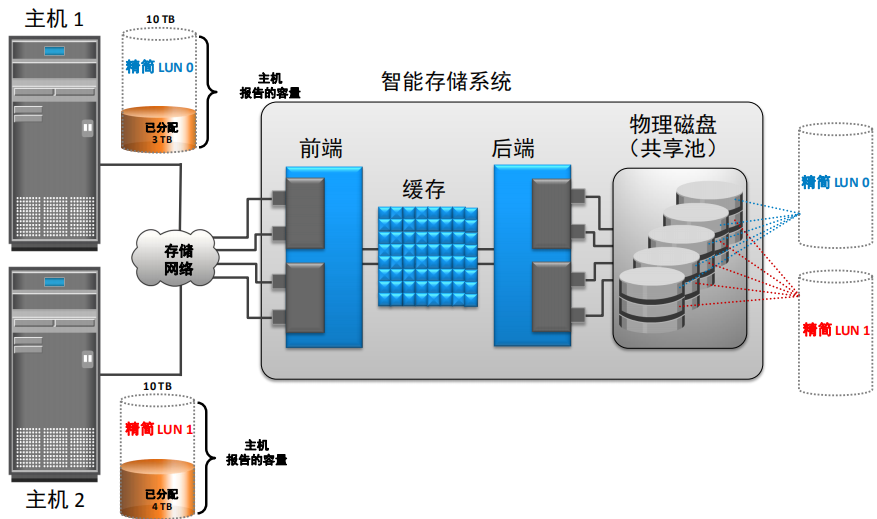 主机 1
10 TB
精简 LUN 0
已分配
3 TB
主机
报告的容量
智能存储系统
前端
缓存
后端
物理磁盘
（共享池）
精简 LUN 0
存储
网络
精简 LUN 1
10 TB
精简 LUN 1
已分配
4 TB
主机
报告的容量
主机 2